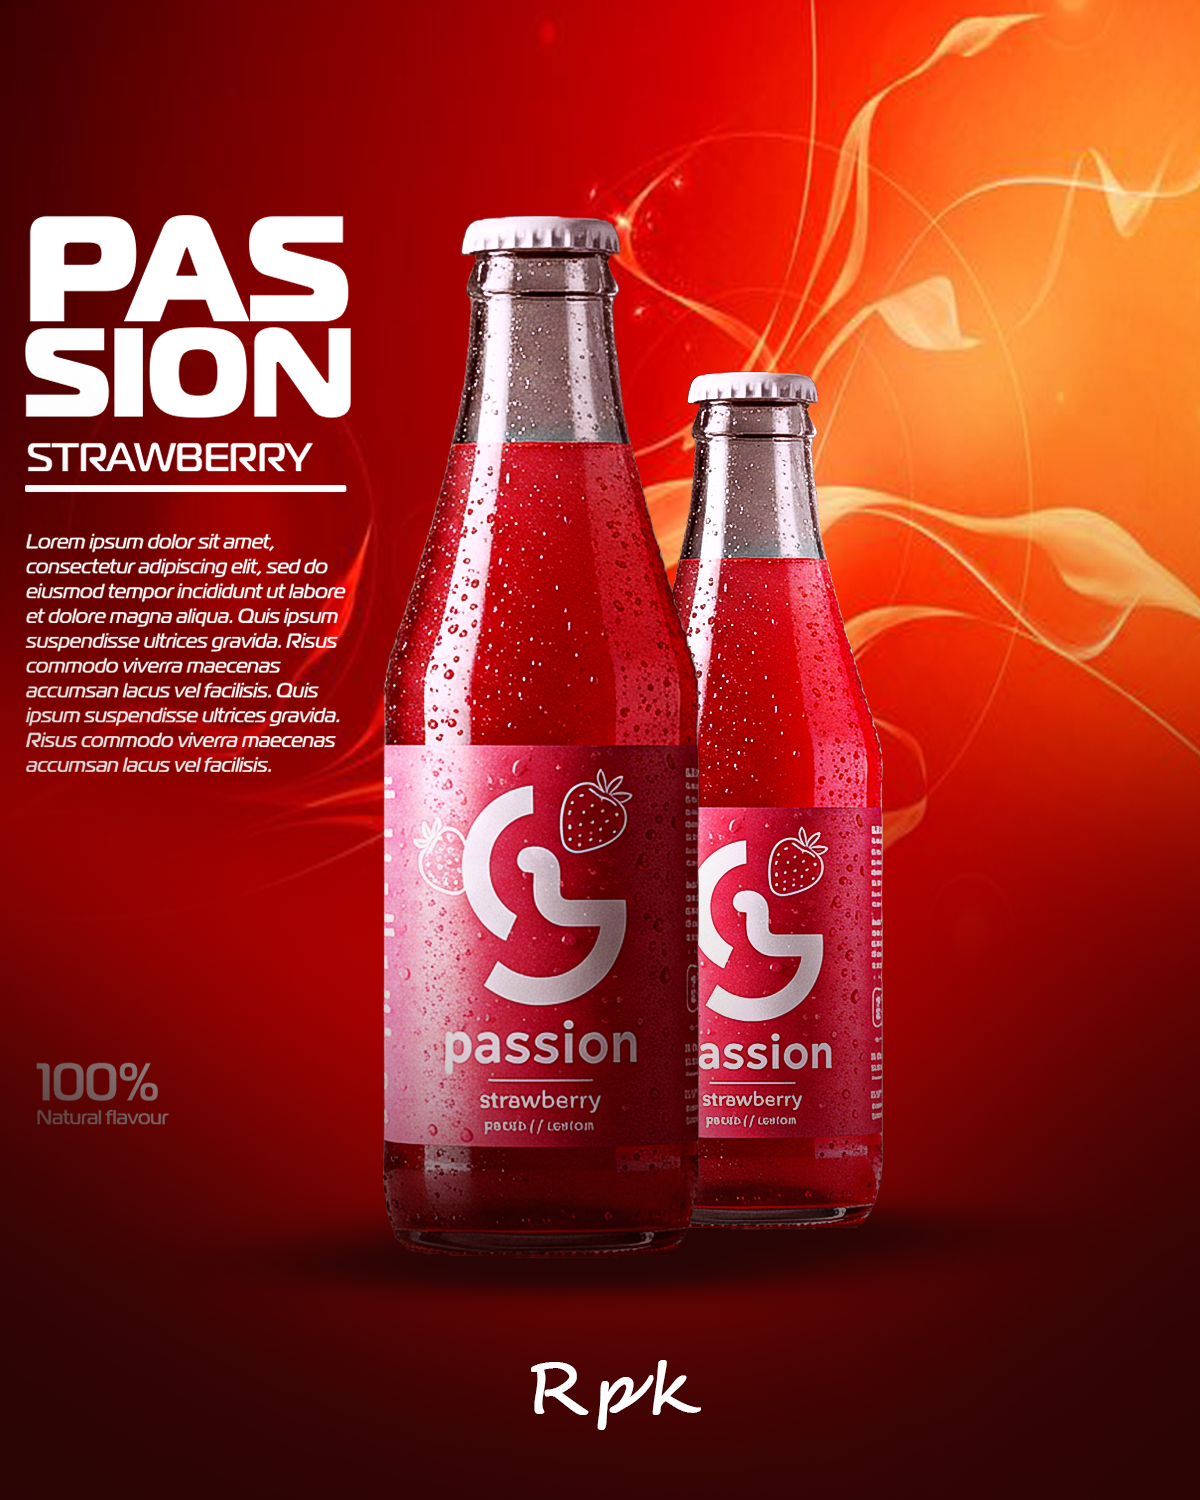 PAS
SION
STRAWBERRY
Lorem ipsum dolor sit amet,
consectetur adipiscing elit, sed do
eiusmod tempor incididunt ut labore
et dolore magna aliqua. Quis ipsum
suspendisse ultrices gravida. Risus
commodo viverra maecenas
accumsan lacus vel facilisis. Quis
ipsum suspendisse ultrices gravida.
Risus commodo viverra maecenas
accumsan lacus vel facilisis.
passion
strawberry
assion
strawberry
100%
Natural flavour
Rpk